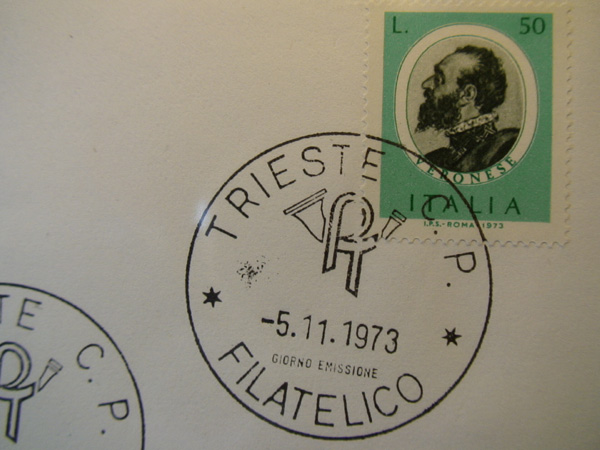 L. 50
VERONESE
ITALIA
I.P.S.-ROMA 1973
TRIESTE C. P.
-5.11.1973
GIORNO EMISSIONE
FILATELICO
TE C. P.